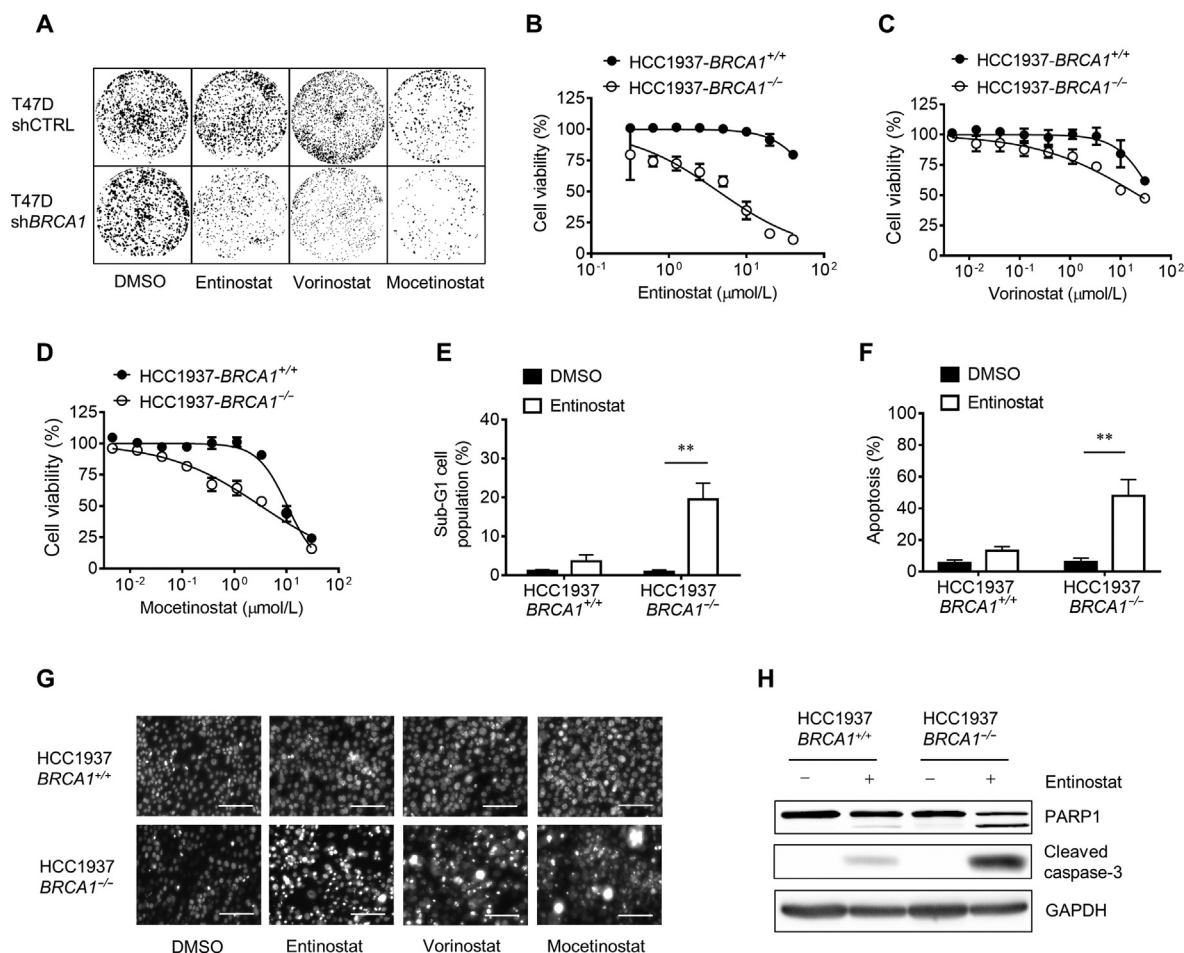 A
T47D
shCTRL
T47D
shBRCA1
DMSO Entinostat Vorinostat Mocetinostat
B
HCC1937-BRCA1+/+
HCC1937-BRCA1−/−
Cell viability (%)
125
100
75
50
25
0
10−1 100 101 102
Entinostat (μmol/L)
C
HCC1937-BRCA1+/+
HCC1937-BRCA1−/−
Cell viability (%)
125
100
75
50
25
0
10−2 10−1 100 101 102
Vorinostat (μmol/L)
D
HCC1937-BRCA1+/+
HCC1937-BRCA1−/−
Cell viability (%)
125
100
75
50
25
0
10−2 10−1 100 101 102
Mocetinostat (μmol/L)
E
DMSO
Entinostat
Sub-G1 cell
population (%)
40
30
20
10
0
**
HCC1937 HCC1937
BRCA1+/+ BRCA1−/−
F
DMSO
Entinostat
Apoptosis (%)
100
80
60
40
20
0
**
HCC1937 HCC1937
BRCA1+/+ BRCA1−/−
G
HCC1937
BRCA1+/+
HCC1937
BRCA1−/−
DMSO Entinostat Vorinostat Mocetinostat
H
HCC1937 HCC1937
BRCA1+/+ BRCA1−/−
− + − + Entinostat
PARP1
Cleaved
caspase-3
GAPDH